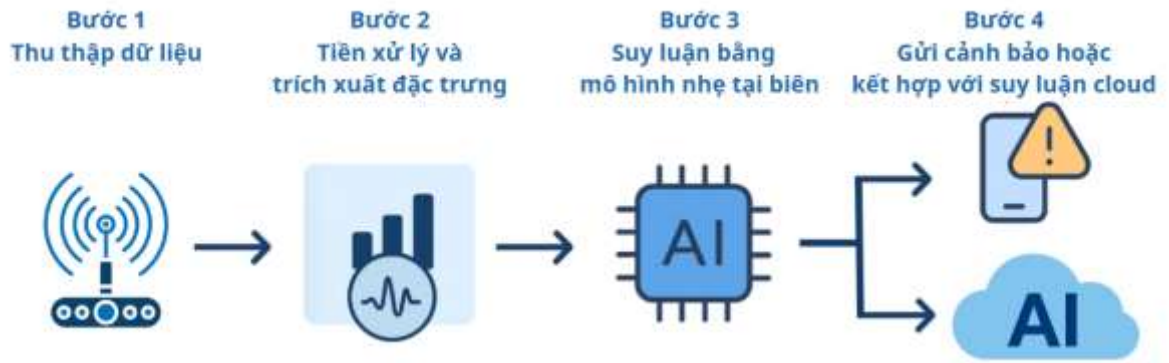 Bước 1
Thu thập dữ liệu
Bước 2
Tiền xử lý và
trích xuất đặc trưng
Bước 3
Suy luận bằng
mô hình nhẹ tại biên
Bước 4
Gửi cảnh bảo hoặc
kết hợp với suy luận cloud
AI
AI